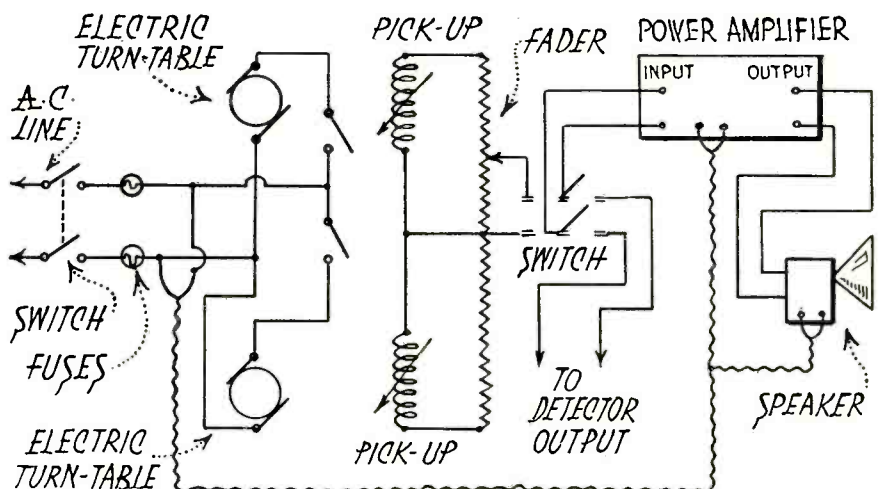 ELECTRIC
TURN-TABLE
PICK-UP
FADER
POWER AMPLIFIER
INPUT
OUTPUT
A.C
LINE
SWITCH
SWITCH
FUSES
TO
DETECTOR
OUTPUT
SPEAKER
PICK-UP
ELECTRIC
TURN-TABLE